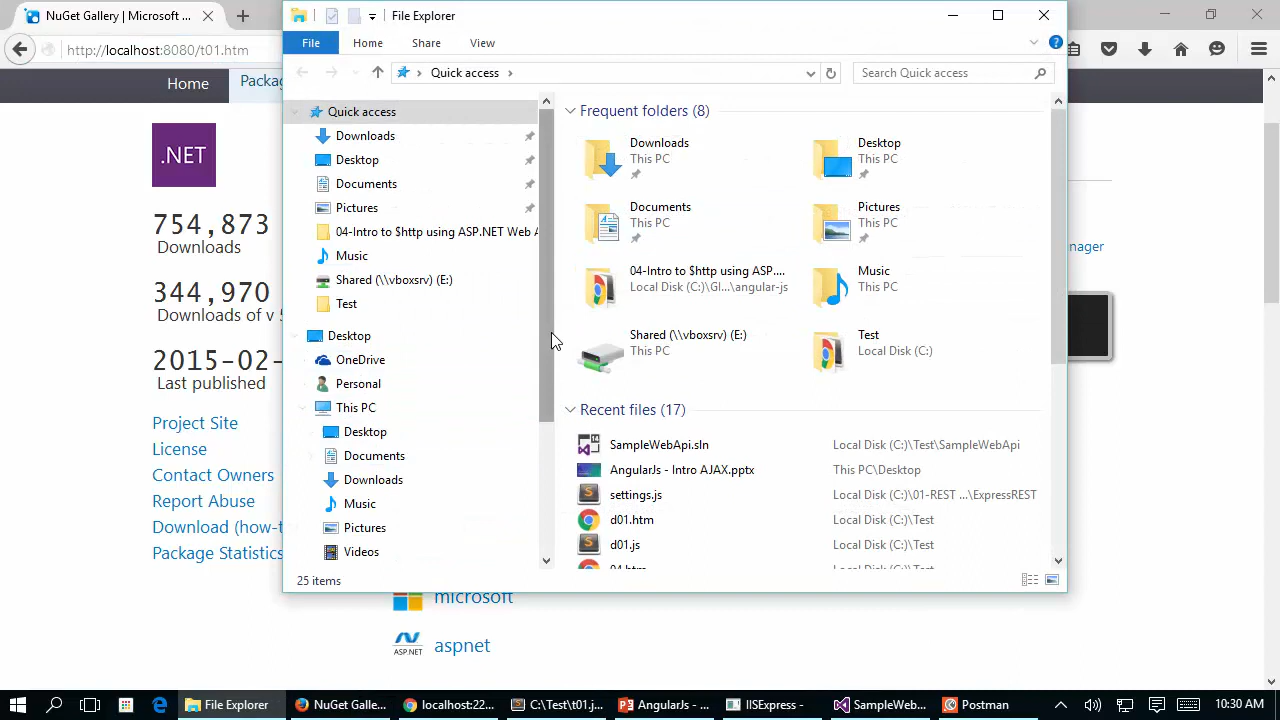 NuGet Gallery | Microsoft ...
File Explorer
http://localhost:8080/t01.htm
File
Home
Share
View
Home
Packag
Quick access
Search Quick access
Quick access
Downloads
Desktop
Documents
Pictures
04-Intro to $http using ASP.NET Web A
Music
Shared (\\vboxsrv) (E:)
Test
Desktop
OneDrive
Personal
This PC
Desktop
Documents
Downloads
Music
Pictures
Videos
Frequent folders (8)
Downloads
This PC
Desktop
This PC
Documents
This PC
Pictures
This PC
04-Intro to $http using ASP....
Local Disk (C:)\Gl...\angular-js
Music
This PC
Shared (\\vboxsrv) (E:)
This PC
Test
Local Disk (C:)
Recent files (17)
SampleWebApi.sln
Local Disk (C:)\Test\SampleWebApi
AngularJs - Intro AJAX.pptx
This PC\Desktop
settings.js
Local Disk (C:)\01-REST ...\ExpressREST
d01.htm
Local Disk (C:)\Test
d01.js
Local Disk (C:)\Test
25 items
.NET
754,873
Downloads
344,970
Downloads of v 5
2015-02-
Last published
Project Site
License
Contact Owners
Report Abuse
Download (how-t
Package Statistics
nager
microsoft
ASP.NET
aspnet
File Explorer
NuGet Galle...
localhost:22...
C:\Test\t01.j...
AngularJs - ...
IISExpress - ...
SampleWeb...
Postman
10:30 AM